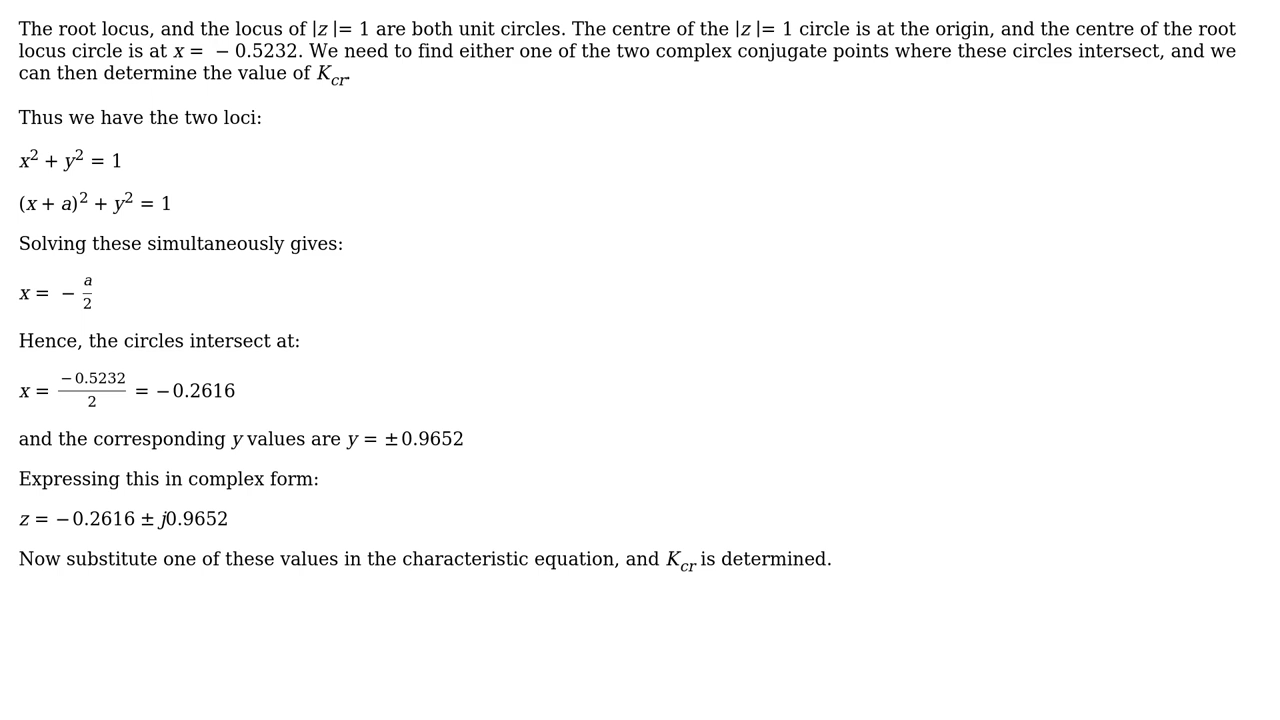 The root locus, and the locus of |z |= 1 are both unit circles. The centre of the |z |= 1 circle is at the origin, and the centre of the root
locus circle is at x = − 0.5232. We need to find either one of the two complex conjugate points where these circles intersect, and we
can then determine the value of K_cr.
Thus we have the two loci:
x² + y² = 1
(x + a)² + y² = 1
Solving these simultaneously gives:
x = − a/2
Hence, the circles intersect at:
x = −0.5232/2 = −0.2616
and the corresponding y values are y = ±0.9652
Expressing this in complex form:
z = −0.2616 ± j0.9652
Now substitute one of these values in the characteristic equation, and K_cr is determined.